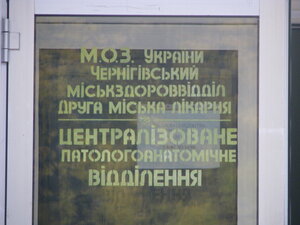 М.О.З. УКРАЇНИ
ЧЕРНІГІВСЬКИЙ
МІСЬКЗДОРОВВІДДІЛ
ДРУГА МІСЬКА ЛІКАРНЯ
ЦЕНТРАЛІЗОВАНЕ
ПАТОЛОГОАНАТОМІЧНЕ
ВІДДІЛЕННЯ